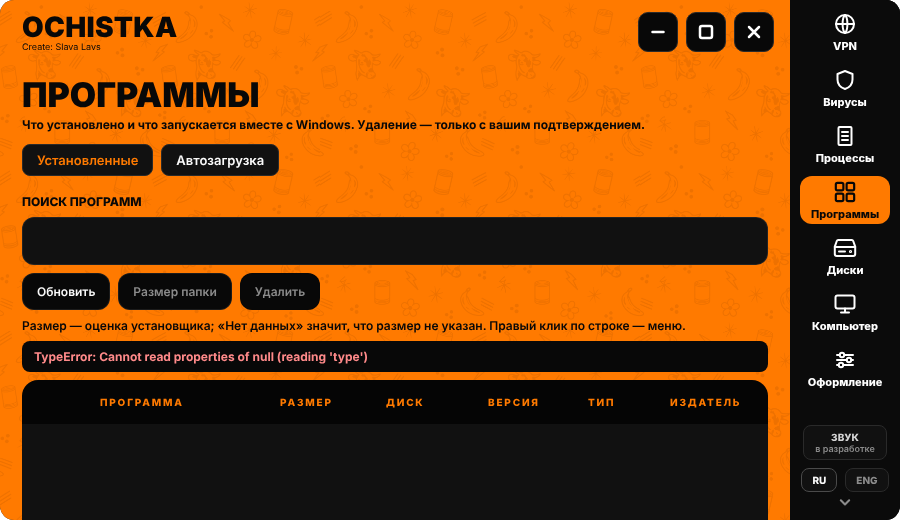 OCHISTKA
Create: Slava Lavs
ПРОГРАММЫ
Что установлено и что запускается вместе с Windows. Удаление — только с вашим подтверждением.
Установленные
Автозагрузка
ПОИСК ПРОГРАММ
Обновить
Размер папки
Удалить
Размер — оценка установщика; «Нет данных» значит, что размер не указан. Правый клик по строке — меню.
TypeError: Cannot read properties of null (reading 'type')
ПРОГРАММА РАЗМЕР ДИСК ВЕРСИЯ ТИП ИЗДАТЕЛЬ
VPN
Вирусы
Процессы
Программы
Диски
Компьютер
Оформление
ЗВУК
в разработке
RU
ENG